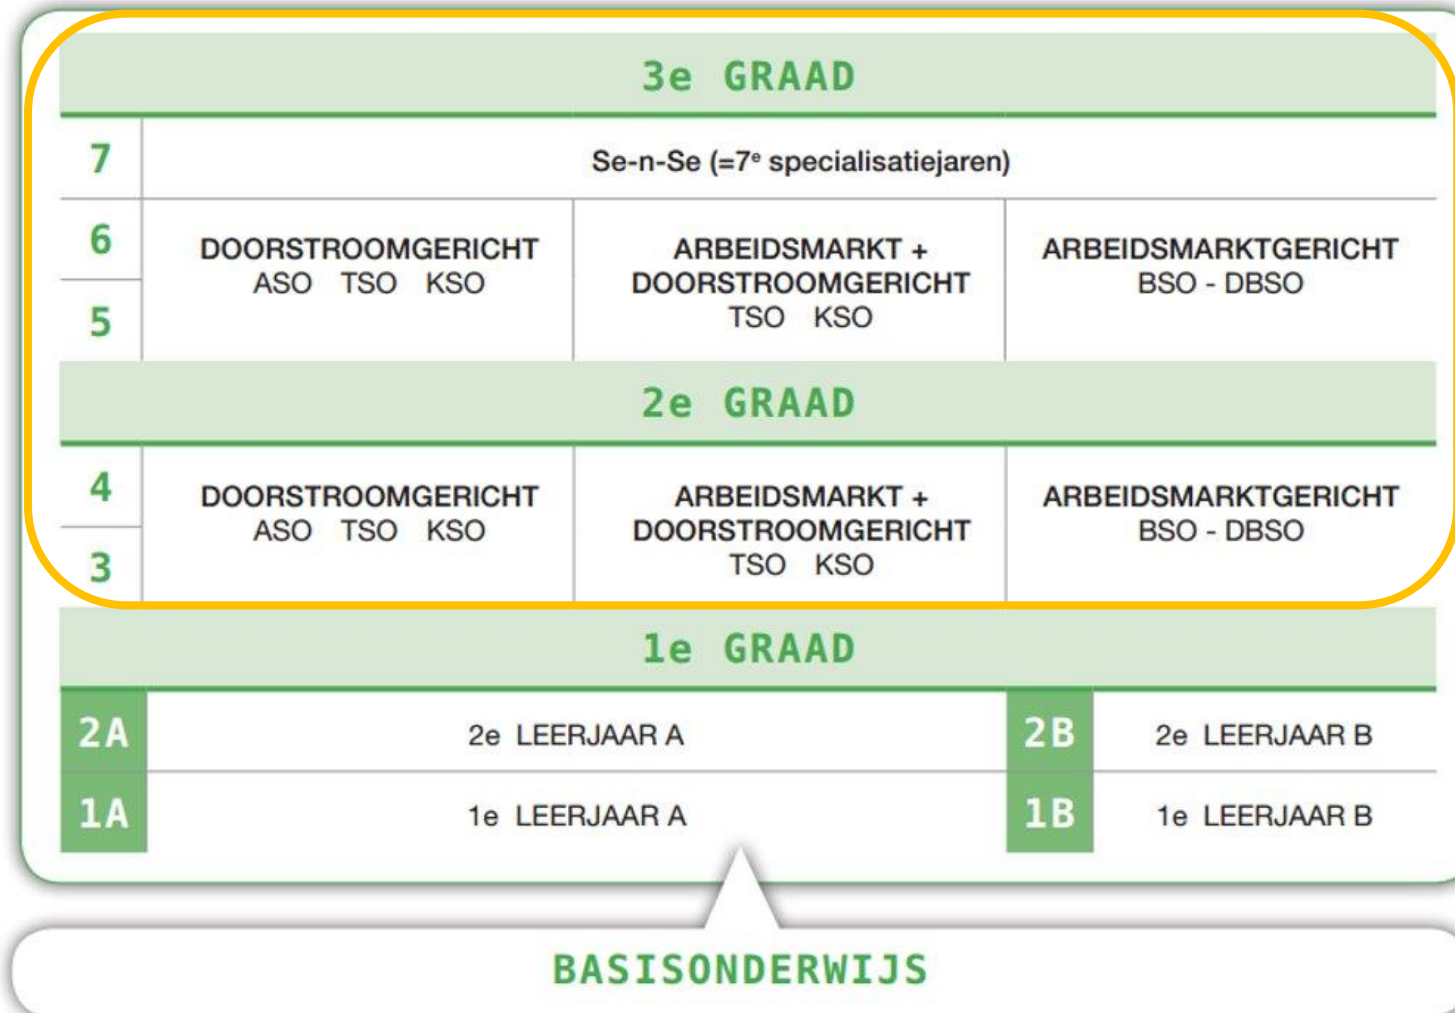 3e GRAAD
7
Se-n-Se (=7e specialisatiejaren)
6
5
DOORSTROOMGERICHT
ASO TSO KSO
ARBEIDSMARKT +
DOORSTROOMGERICHT
TSO KSO
ARBEIDSMARKTGERICHT
BSO - DBSO
2e GRAAD
4
3
DOORSTROOMGERICHT
ASO TSO KSO
ARBEIDSMARKT +
DOORSTROOMGERICHT
TSO KSO
ARBEIDSMARKTGERICHT
BSO - DBSO
1e GRAAD
2A
2e LEERJAAR A
2B
2e LEERJAAR B
1A
1e LEERJAAR A
1B
1e LEERJAAR B
BASISONDERWIJS